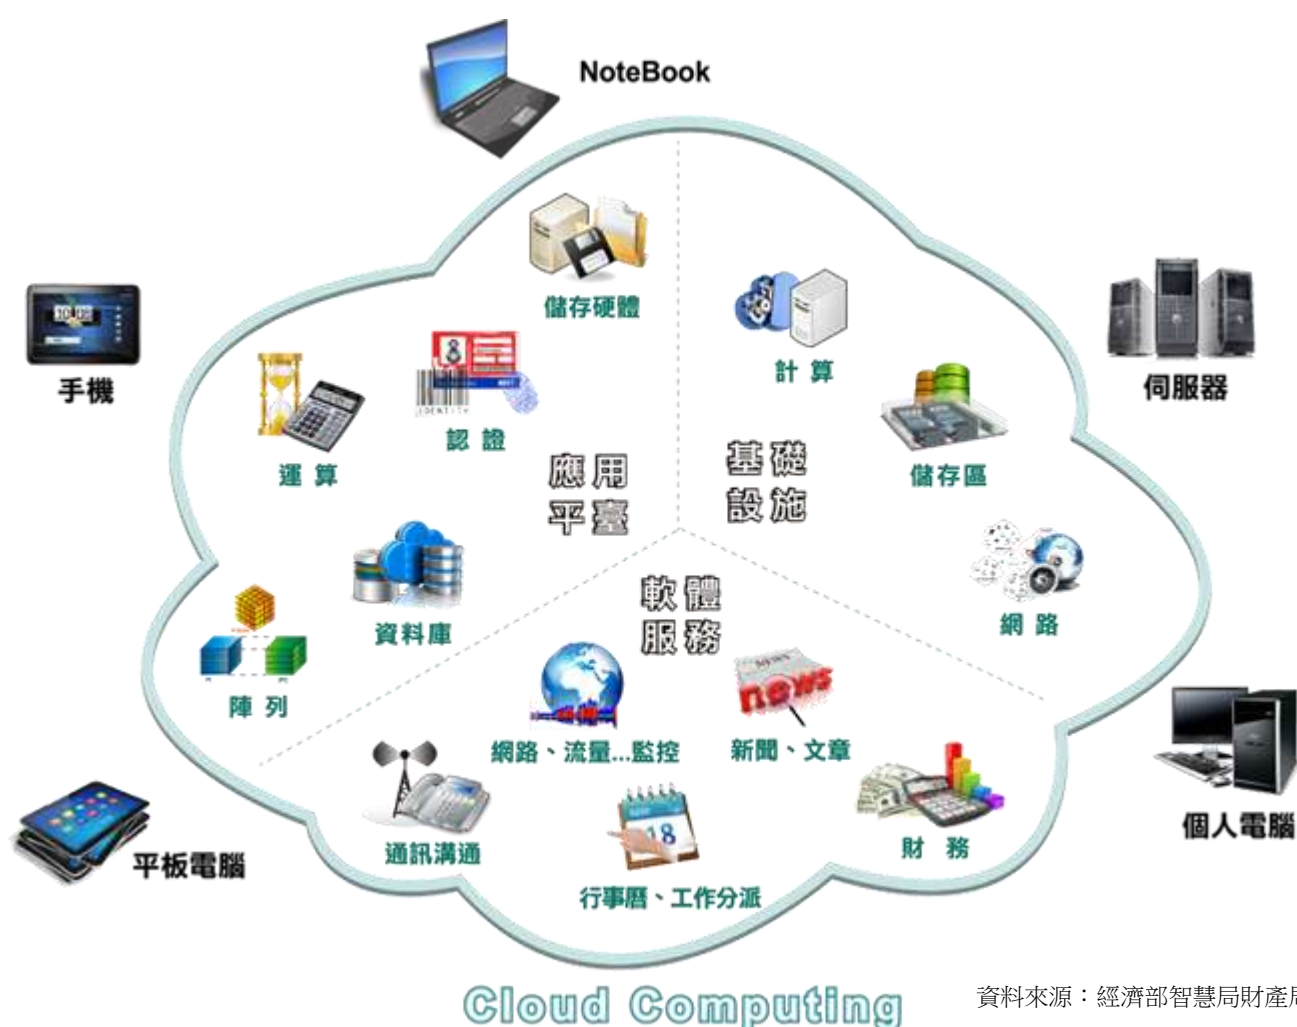 NoteBook
儲存硬體
計算
伺服器
手機
認證
運算
儲存區
應用
平臺
基礎
設施
網路
資料庫
軟體
服務
陣列
網路、流量...監控
新聞、文章
通訊溝通
財務
個人電腦
平板電腦
行事曆、工作分派
18
news
IDENTITY
Cloud Computing
資料來源：經濟部智慧局財產局